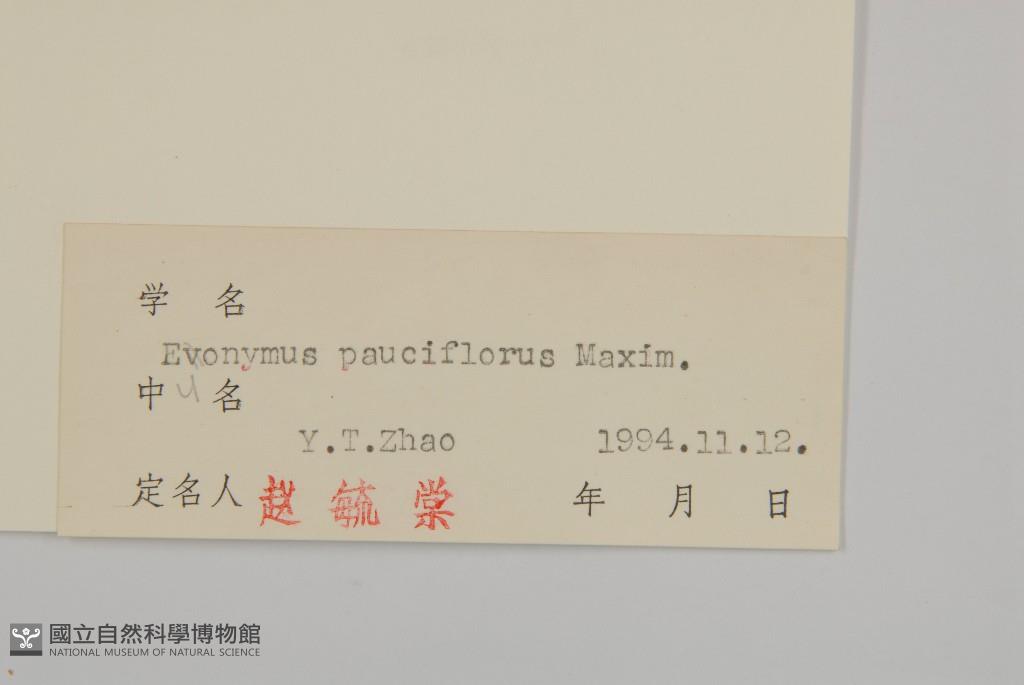 学 名
Evonymus pauciflorus Maxim.
中 u 名
Y.T.Zhao 1994.11.12.
定名人 赵毓棠 年 月 日
國立自然科學博物館
NATIONAL MUSEUM OF NATURAL SCIENCE